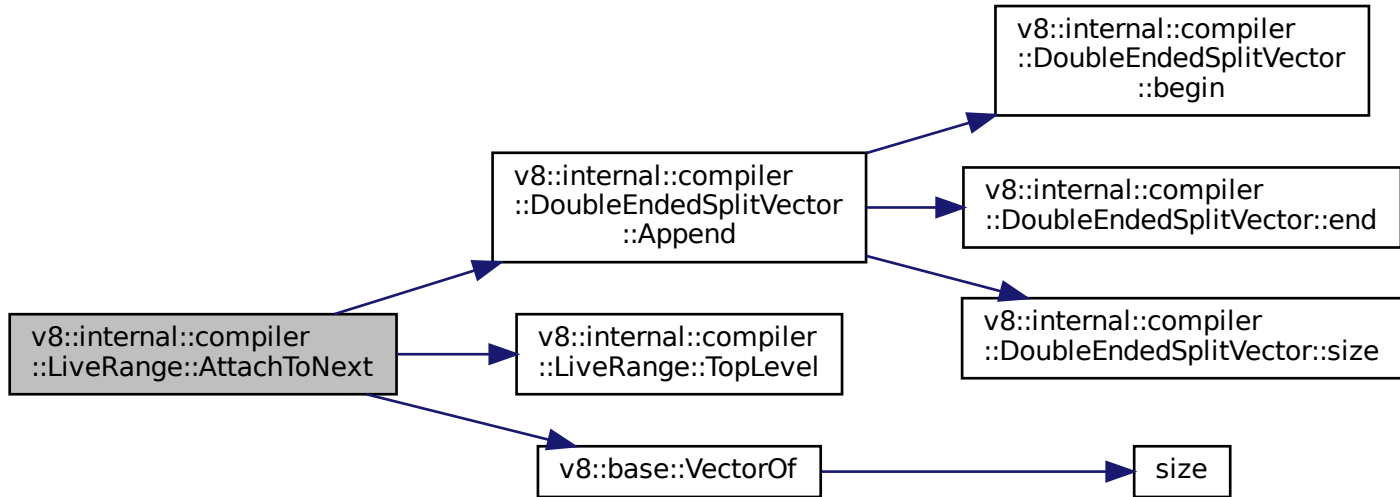 v8::internal::compiler
::DoubleEndedSplitVector
::begin
v8::internal::compiler
::DoubleEndedSplitVector
::Append
v8::internal::compiler
::DoubleEndedSplitVector::end
v8::internal::compiler
::DoubleEndedSplitVector::size
v8::internal::compiler
::LiveRange::AttachToNext
v8::internal::compiler
::LiveRange::TopLevel
v8::base::VectorOf
size